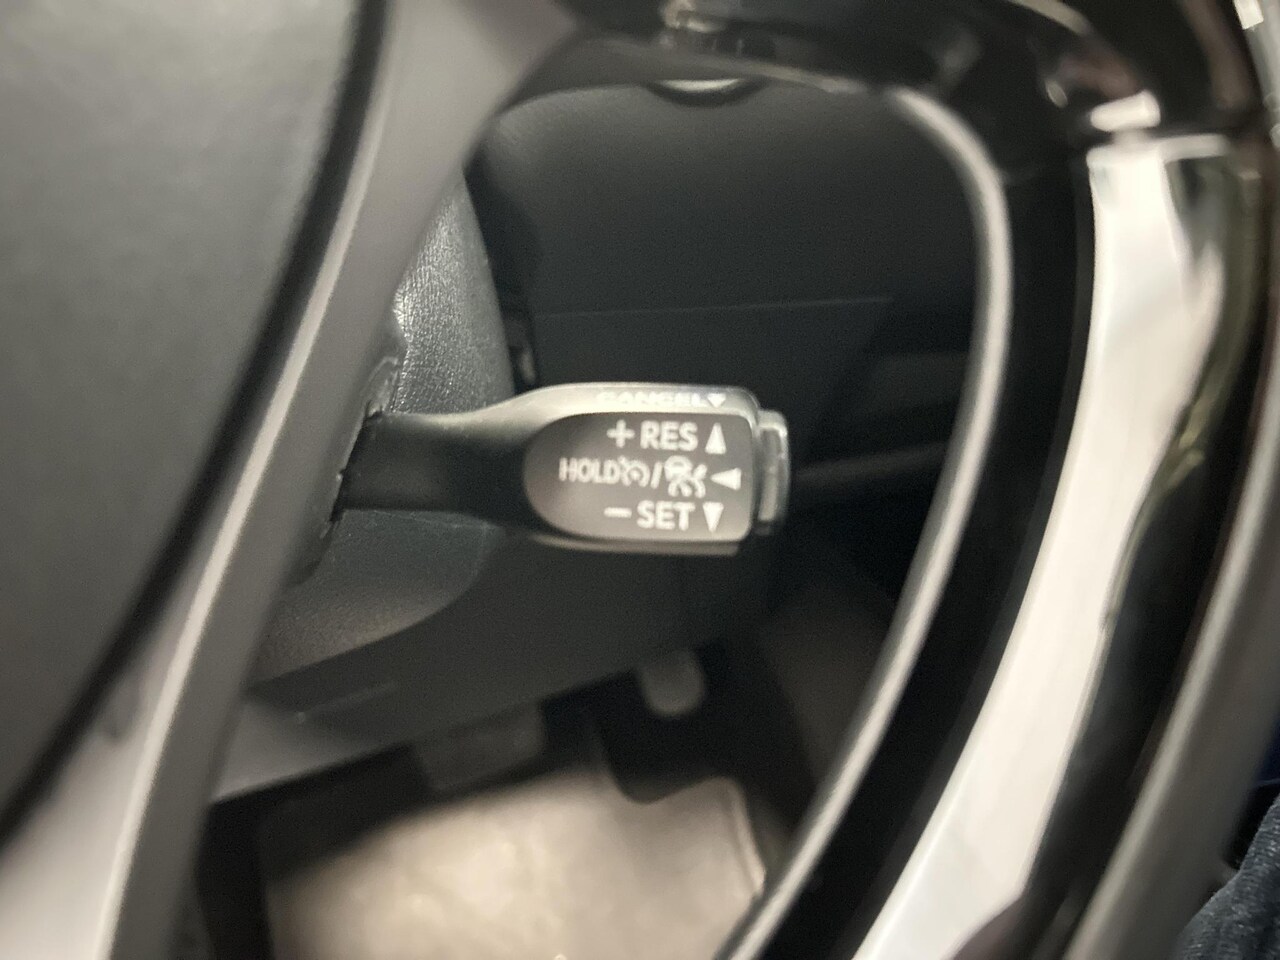 CANCEL▼
+ RES ▲
HOLD / ◀
− SET ▼